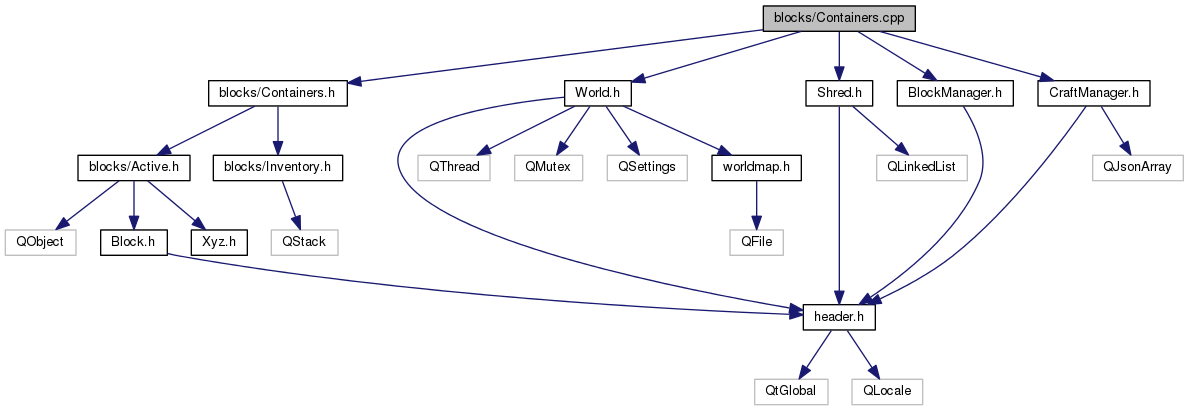 blocks/Containers.cpp
blocks/Containers.h
World.h
Shred.h
BlockManager.h
CraftManager.h
blocks/Active.h
blocks/Inventory.h
QThread
QMutex
QSettings
worldmap.h
QLinkedList
QJsonArray
QObject
Block.h
Xyz.h
QStack
QFile
header.h
QtGlobal
QLocale